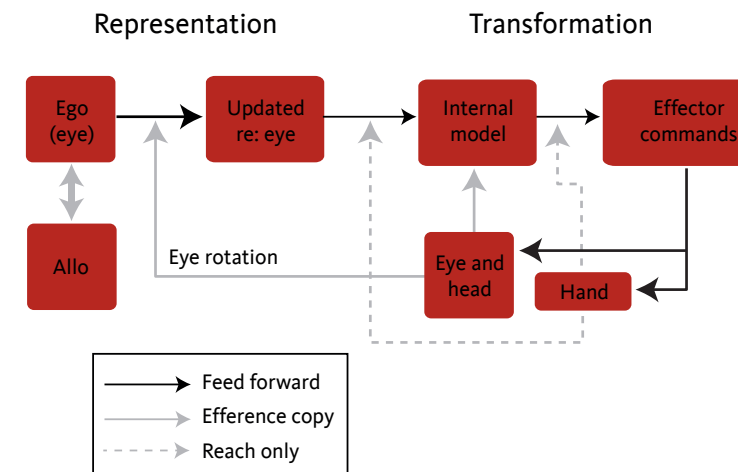 Representation
Transformation
Ego
(eye)
Updated
re: eye
Internal
model
Effector
commands
Allo
Eye rotation
Eye and
head
Hand
Feed forward
Efference copy
Reach only